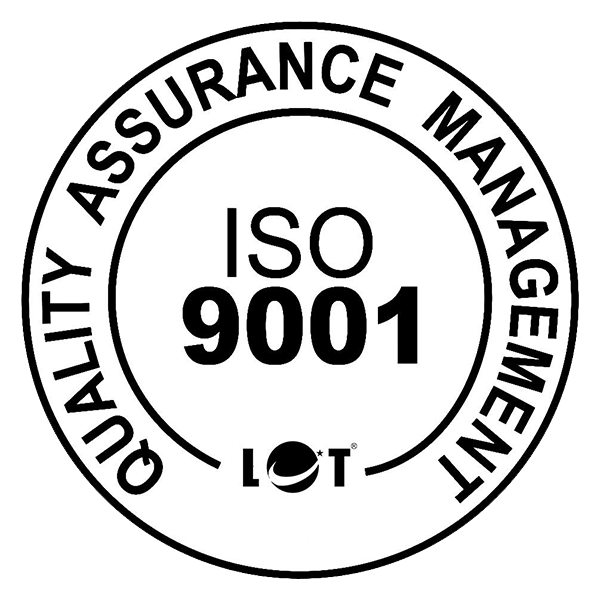 QUALITY ASSURANCE MANAGEMENT
ISO
9001
LOT®